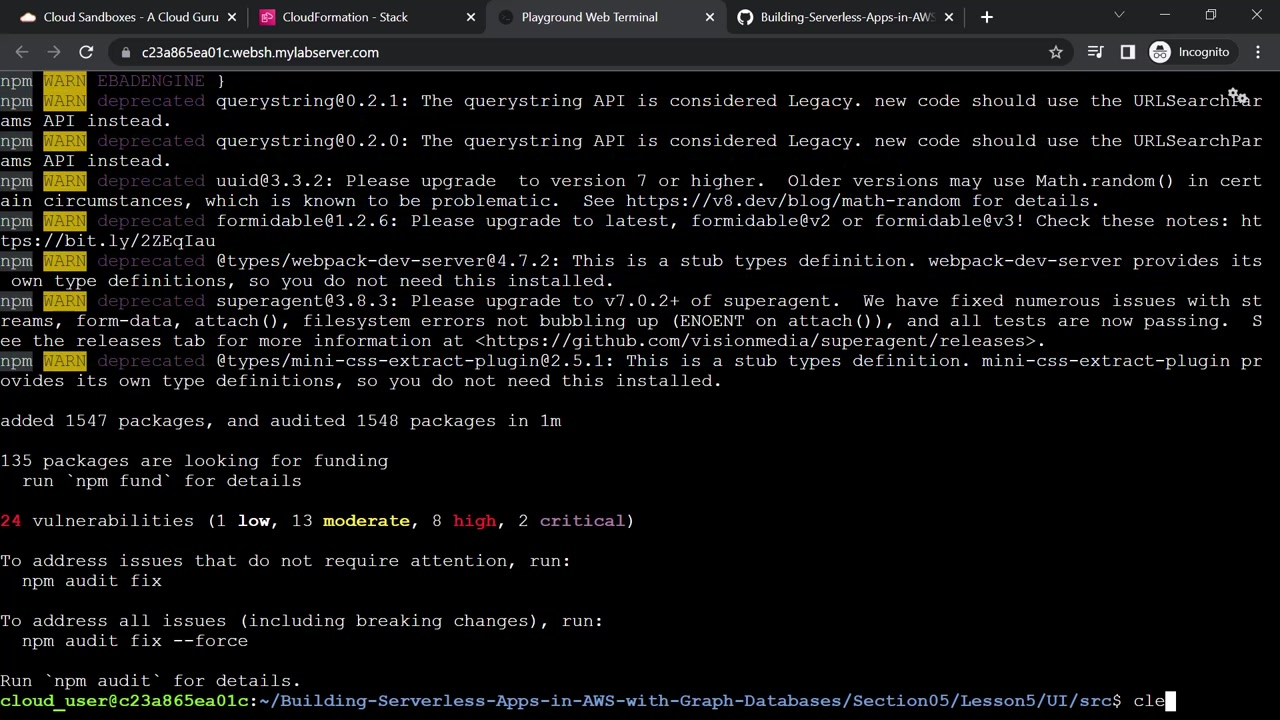 Cloud Sandboxes - A Cloud Guru
CloudFormation - Stack
Playground Web Terminal
Building-Serverless-Apps-in-AWS
c23a865ea01c.websh.mylabserver.com
Incognito
npm WARN EBADENGINE }
npm WARN deprecated querystring@0.2.1: The querystring API is considered Legacy. new code should use the URLSearchPar
ams API instead.
npm WARN deprecated querystring@0.2.0: The querystring API is considered Legacy. new code should use the URLSearchPar
ams API instead.
npm WARN deprecated uuid@3.3.2: Please upgrade  to version 7 or higher.  Older versions may use Math.random() in cert
ain circumstances, which is known to be problematic.  See https://v8.dev/blog/math-random for details.
npm WARN deprecated formidable@1.2.6: Please upgrade to latest, formidable@v2 or formidable@v3! Check these notes: ht
tps://bit.ly/2ZEqIau
npm WARN deprecated @types/webpack-dev-server@4.7.2: This is a stub types definition. webpack-dev-server provides its
 own type definitions, so you do not need this installed.
npm WARN deprecated superagent@3.8.3: Please upgrade to v7.0.2+ of superagent.  We have fixed numerous issues with st
reams, form-data, attach(), filesystem errors not bubbling up (ENOENT on attach()), and all tests are now passing.  S
ee the releases tab for more information at <https://github.com/visionmedia/superagent/releases>.
npm WARN deprecated @types/mini-css-extract-plugin@2.5.1: This is a stub types definition. mini-css-extract-plugin pr
ovides its own type definitions, so you do not need this installed.
added 1547 packages, and audited 1548 packages in 1m
135 packages are looking for funding
  run `npm fund` for details
24 vulnerabilities (1 low, 13 moderate, 8 high, 2 critical)
To address issues that do not require attention, run:
  npm audit fix
To address all issues (including breaking changes), run:
  npm audit fix --force
Run `npm audit` for details.
cloud_user@c23a865ea01c:~/Building-Serverless-Apps-in-AWS-with-Graph-Databases/Section05/Lesson5/UI/src$ cle